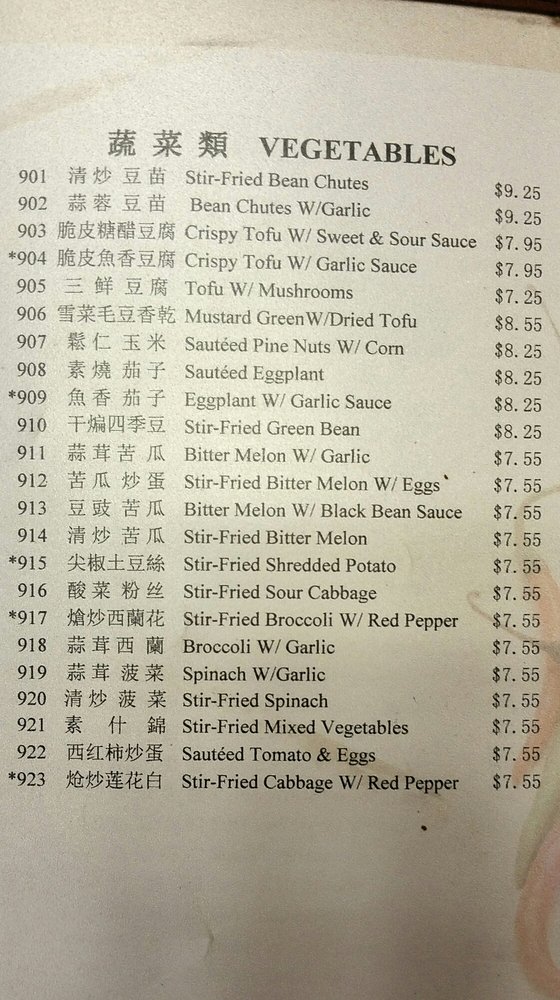 蔬菜類 VEGETABLES
901 清炒豆苗 Stir-Fried Bean Chutes $9.25
902 蒜蓉豆苗 Bean Chutes W/Garlic $9.25
903 脆皮糖醋豆腐 Crispy Tofu W/ Sweet & Sour Sauce $7.95
*904 脆皮魚香豆腐 Crispy Tofu W/ Garlic Sauce $7.95
905 三鮮豆腐 Tofu W/ Mushrooms $7.25
906 雪菜毛豆香乾 Mustard GreenW/Dried Tofu $8.55
907 鬆仁玉米 Sautéed Pine Nuts W/ Corn $8.25
908 素燒茄子 Sautéed Eggplant $8.25
*909 魚香茄子 Eggplant W/ Garlic Sauce $8.25
910 干煸四季豆 Stir-Fried Green Bean $8.25
911 蒜茸苦瓜 Bitter Melon W/ Garlic $7.55
912 苦瓜炒蛋 Stir-Fried Bitter Melon W/ Eggs $7.55
913 豆豉苦瓜 Bitter Melon W/ Black Bean Sauce $7.55
914 清炒苦瓜 Stir-Fried Bitter Melon $7.55
*915 尖椒土豆絲 Stir-Fried Shredded Potato $7.55
916 酸菜粉丝 Stir-Fried Sour Cabbage $7.55
*917 熗炒西蘭花 Stir-Fried Broccoli W/ Red Pepper $7.55
918 蒜茸西蘭 Broccoli W/ Garlic $7.55
919 蒜茸菠菜 Spinach W/Garlic $7.55
920 清炒菠菜 Stir-Fried Spinach $7.55
921 素什錦 Stir-Fried Mixed Vegetables $7.55
922 西红柿炒蛋 Sautéed Tomato & Eggs $7.55
*923 炝炒莲花白 Stir-Fried Cabbage W/ Red Pepper $7.55